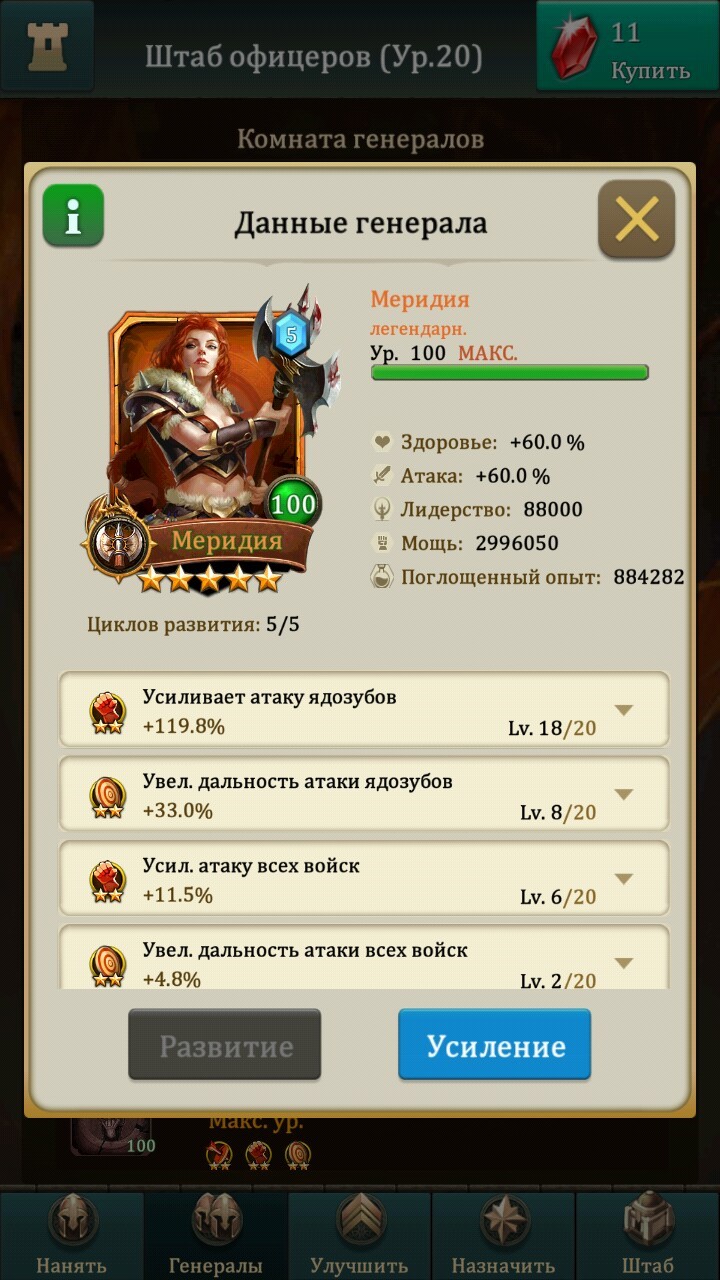 Штаб офицеров (Ур.20)
11
Купить
Комната генералов
i
Данные генерала
Меридия
легендарн.
Ур. 100 МАКС.
5
Здоровье: +60.0 %
Атака: +60.0 %
Лидерство: 88000
Мощь: 2996050
Поглощенный опыт: 884282
100
Меридия
Циклов развития: 5/5
Усиливает атаку ядозубов
+119.8%
Lv. 18/20
Увел. дальность атаки ядозубов
+33.0%
Lv. 8/20
Усил. атаку всех войск
+11.5%
Lv. 6/20
Увел. дальность атаки всех войск
+4.8%
Lv. 2/20
Развитие
Усиление
Макс. ур.
100
Нанять
Генералы
Улучшить
Назначить
Штаб